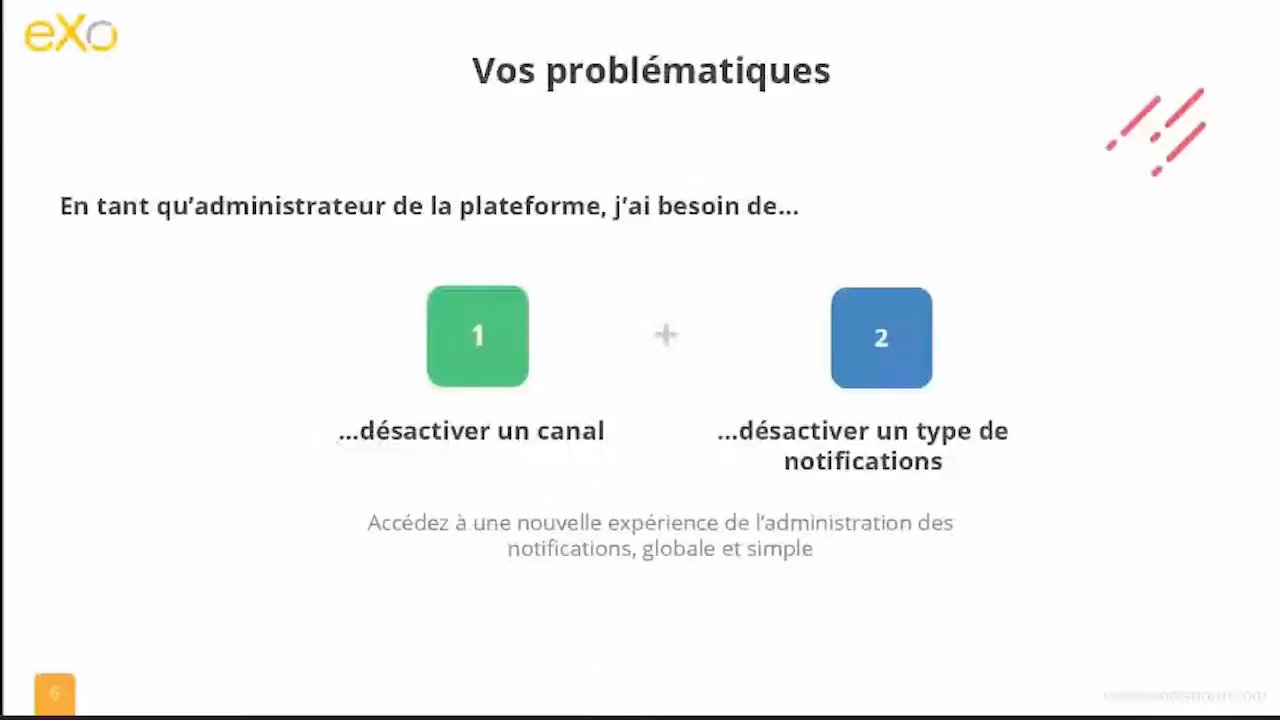 eXo
Vos problématiques
En tant qu’administrateur de la plateforme, j’ai besoin de...
1
+
2
...désactiver un canal
...désactiver un type de
notifications
Accédez à une nouvelle expérience de l’administration des
notifications, globale et simple
6